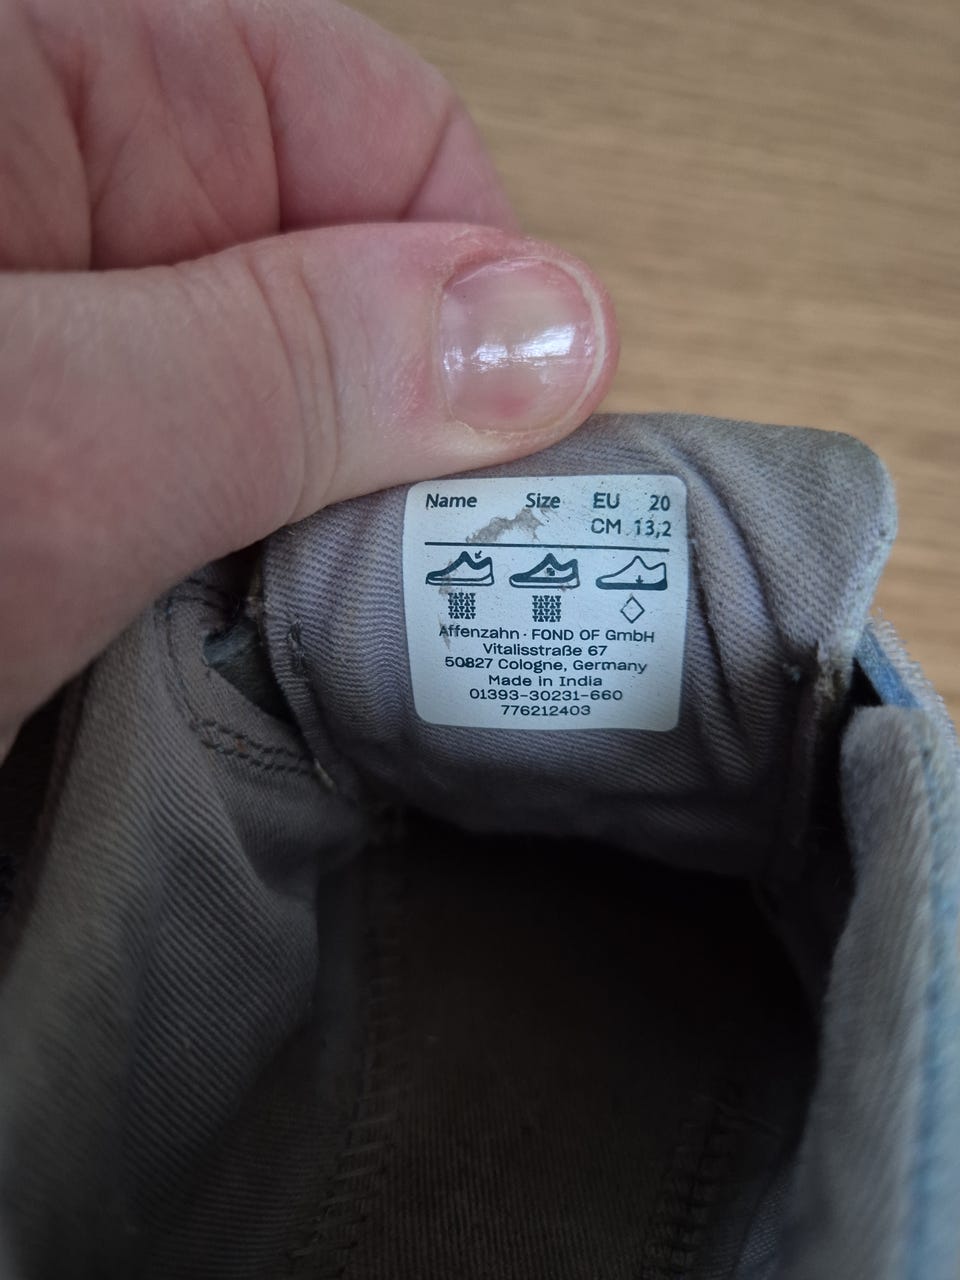 Name Size EU 20
CM 13,2
Affenzahn · FOND OF GmbH
Vitalisstraße 67
50827 Cologne, Germany
Made in India
01393-30231-660
776212403